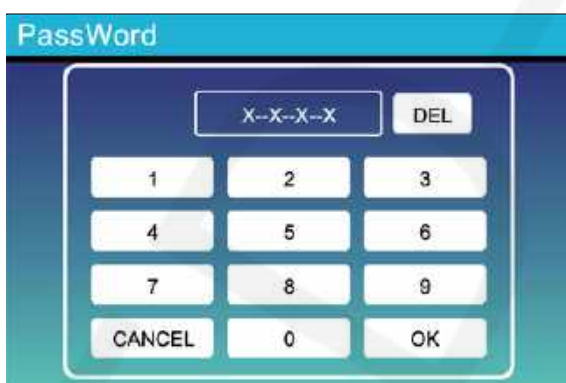 PassWord
X--X--X--X DEL
1 2 3
4 5 6
7 8 9
CANCEL 0 OK